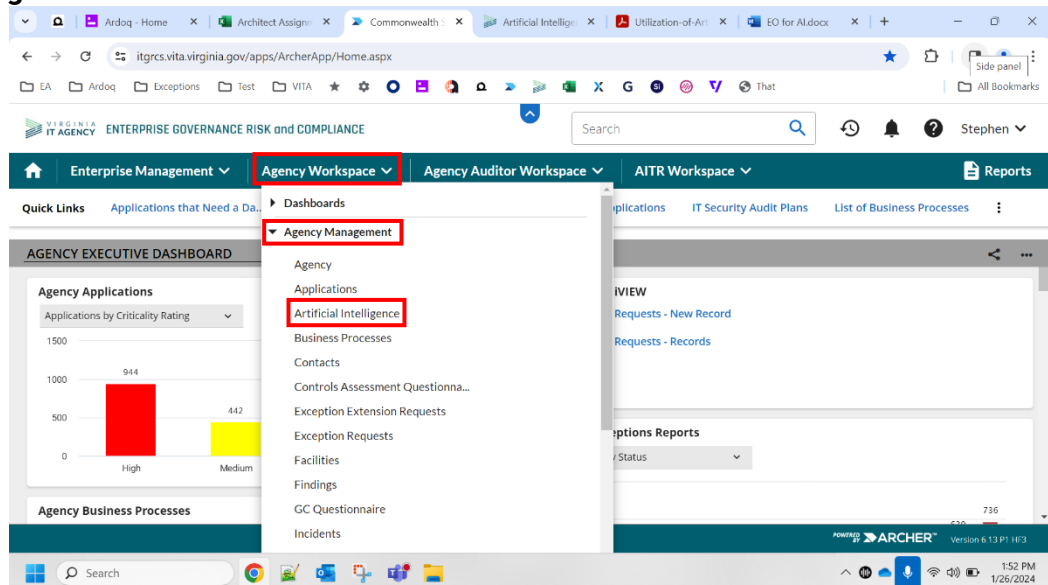 Ardoq - Home
Architect Assignm
Commonwealth S
Artificial Intellige
Utilization-of-Art
EO for AI.docx
itgrcs.vita.virginia.gov/apps/ArcherApp/Home.aspx
Side panel
EA
Ardoq
Exceptions
Test
VITA
That
All Bookmarks
VIRGINIA
IT AGENCY
ENTERPRISE GOVERNANCE RISK and COMPLIANCE
Search
Stephen
Enterprise Management
Agency Workspace
Agency Auditor Workspace
AITR Workspace
Reports
Quick Links
Applications that Need a Da...
Dashboards
plications
IT Security Audit Plans
List of Business Processes
Agency Management
AGENCY EXECUTIVE DASHBOARD
Agency
Applications
Artificial Intelligence
Business Processes
Contacts
Controls Assessment Questionna...
Exception Extension Requests
Exception Requests
Facilities
Findings
GC Questionnaire
Incidents
Agency Applications
Applications by Criticality Rating
1500
1000
500
0
944
442
High
Medium
Agency Business Processes
iVIEW
Requests - New Record
Requests - Records
eptions Reports
y Status
736
POWERED BY ARCHER™
Version 6.13 P1 HF3
Search
1:52 PM
1/26/2024